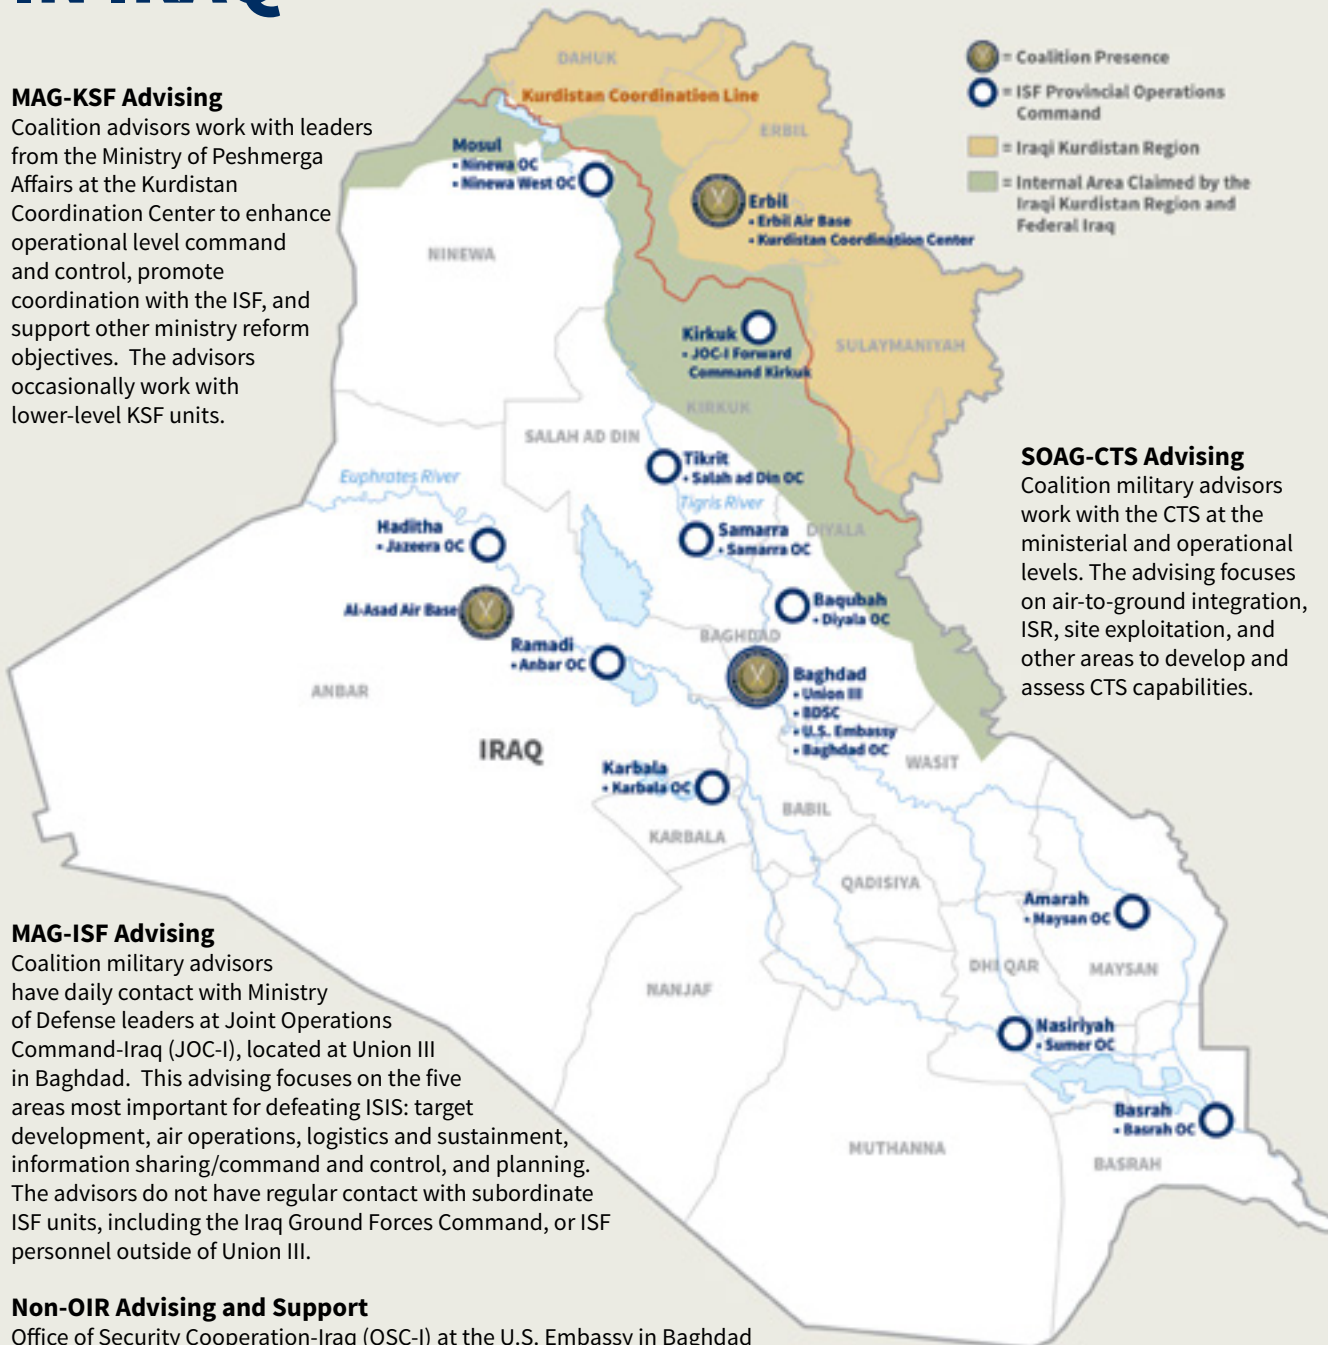 IN IRAQ
MAG-KSF Advising
Coalition advisors work with leaders
from the Ministry of Peshmerga
Affairs at the Kurdistan
Coordination Center to enhance
operational level command
and control, promote
coordination with the ISF, and
support other ministry reform
objectives. The advisors
occasionally work with
lower-level KSF units.
= Coalition Presence
= ISF Provincial Operations
Command
= Iraqi Kurdistan Region
= Internal Area Claimed by the
Iraqi Kurdistan Region and
Federal Iraq
DAHUK
Kurdistan Coordination Line
ERBIL
Mosul
• Ninewa OC
• Ninewa West OC
Erbil
• Erbil Air Base
• Kurdistan Coordination Center
NINEWA
Kirkuk
• JOC-I Forward
Command Kirkuk
SULAYMANIYAH
KIRKUK
SALAH AD DIN
Tikrit
• Salah ad Din OC
Euphrates River
Tigris River
Haditha
• Jazeera OC
Samarra
• Samarra OC
DIYALA
Al-Asad Air Base
Baqubah
• Diyala OC
BAGHDAD
Ramadi
• Anbar OC
Baghdad
• Union III
• BDSC
• U.S. Embassy
• Baghdad OC
ANBAR
IRAQ
WASIT
Karbala
• Karbala OC
BABIL
KARBALA
QADISIYA
Amarah
• Maysan OC
DHI QAR
MAYSAN
NANJAF
Nasiriyah
• Sumer OC
Basrah
• Basrah OC
MUTHANNA
BASRAH
SOAG-CTS Advising
Coalition military advisors
work with the CTS at the
ministerial and operational
levels. The advising focuses
on air-to-ground integration,
ISR, site exploitation, and
other areas to develop and
assess CTS capabilities.
MAG-ISF Advising
Coalition military advisors
have daily contact with Ministry
of Defense leaders at Joint Operations
Command-Iraq (JOC-I), located at Union III
in Baghdad. This advising focuses on the five
areas most important for defeating ISIS: target
development, air operations, logistics and sustainment,
information sharing/command and control, and planning.
The advisors do not have regular contact with subordinate
ISF units, including the Iraq Ground Forces Command, or ISF
personnel outside of Union III.
Non-OIR Advising and Support
Office of Security Cooperation-Iraq (OSC-I) at the U.S. Embassy in Baghdad